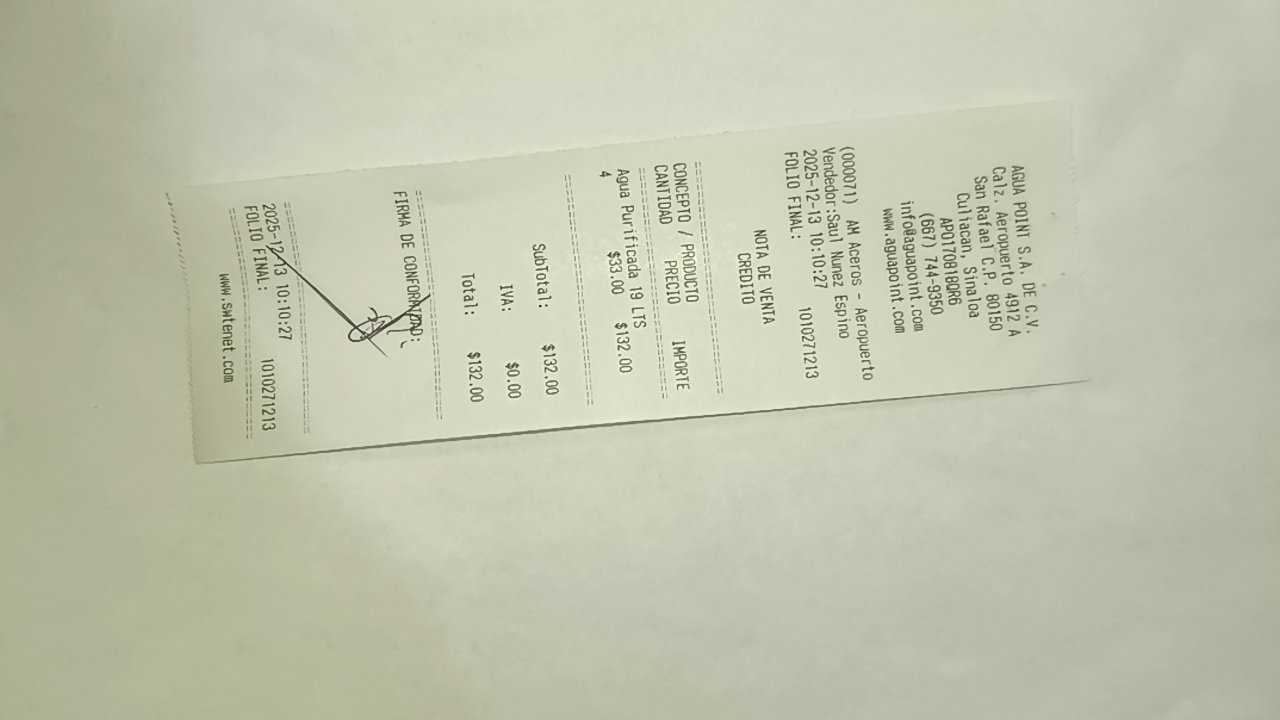 AGUA POINT S.A. DE C.V.
Calz. Aeropuerto 4912 A
San Rafael C.P. 80150
Culiacan, Sinaloa
APO170818QR6
(667) 744-9350
info@aguapoint.com
www.aguapoint.com
(000071) AM Aceros - Aeropuerto
Vendedor:Saul Nunez Espino
2025-12-13 10:10:27
FOLIO FINAL: 1010271213
NOTA DE VENTA
CREDITO
CONCEPTO / PRODUCTO
CANTIDAD PRECIO IMPORTE
Agua Purificada 19 LTS
4 $33.00 $132.00
SubTotal: $132.00
IVA: $0.00
Total: $132.00
FIRMA DE CONFORMIDAD:
2025-12-13 10:10:27
FOLIO FINAL: 1010271213
www.swtenet.com